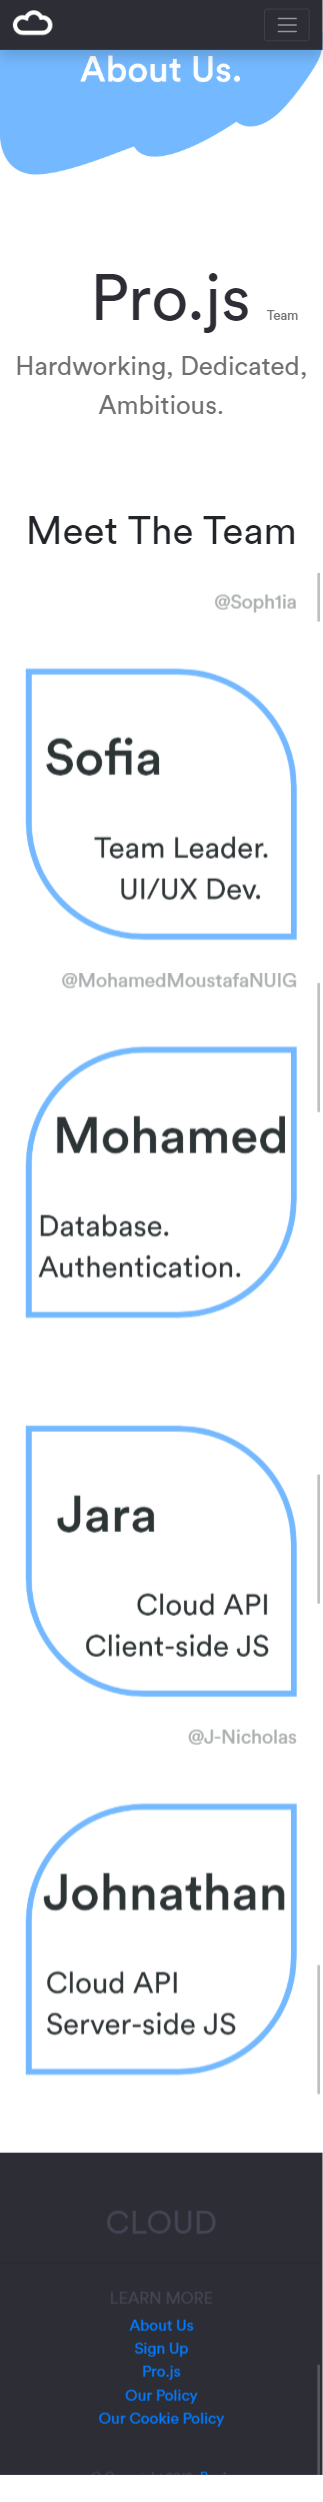 About Us.
Pro.js Team
Hardworking, Dedicated,
Ambitious.
Meet The Team
@Soph1ia
Sofia
Team Leader.
UI/UX Dev.
@MohamedMoustafaNUIG
Mohamed
Database.
Authentication.
Jara
Cloud API
Client-side JS
@J-Nicholas
Johnathan
Cloud API
Server-side JS
CLOUD
LEARN MORE
About Us
Sign Up
Pro.js
Our Policy
Our Cookie Policy